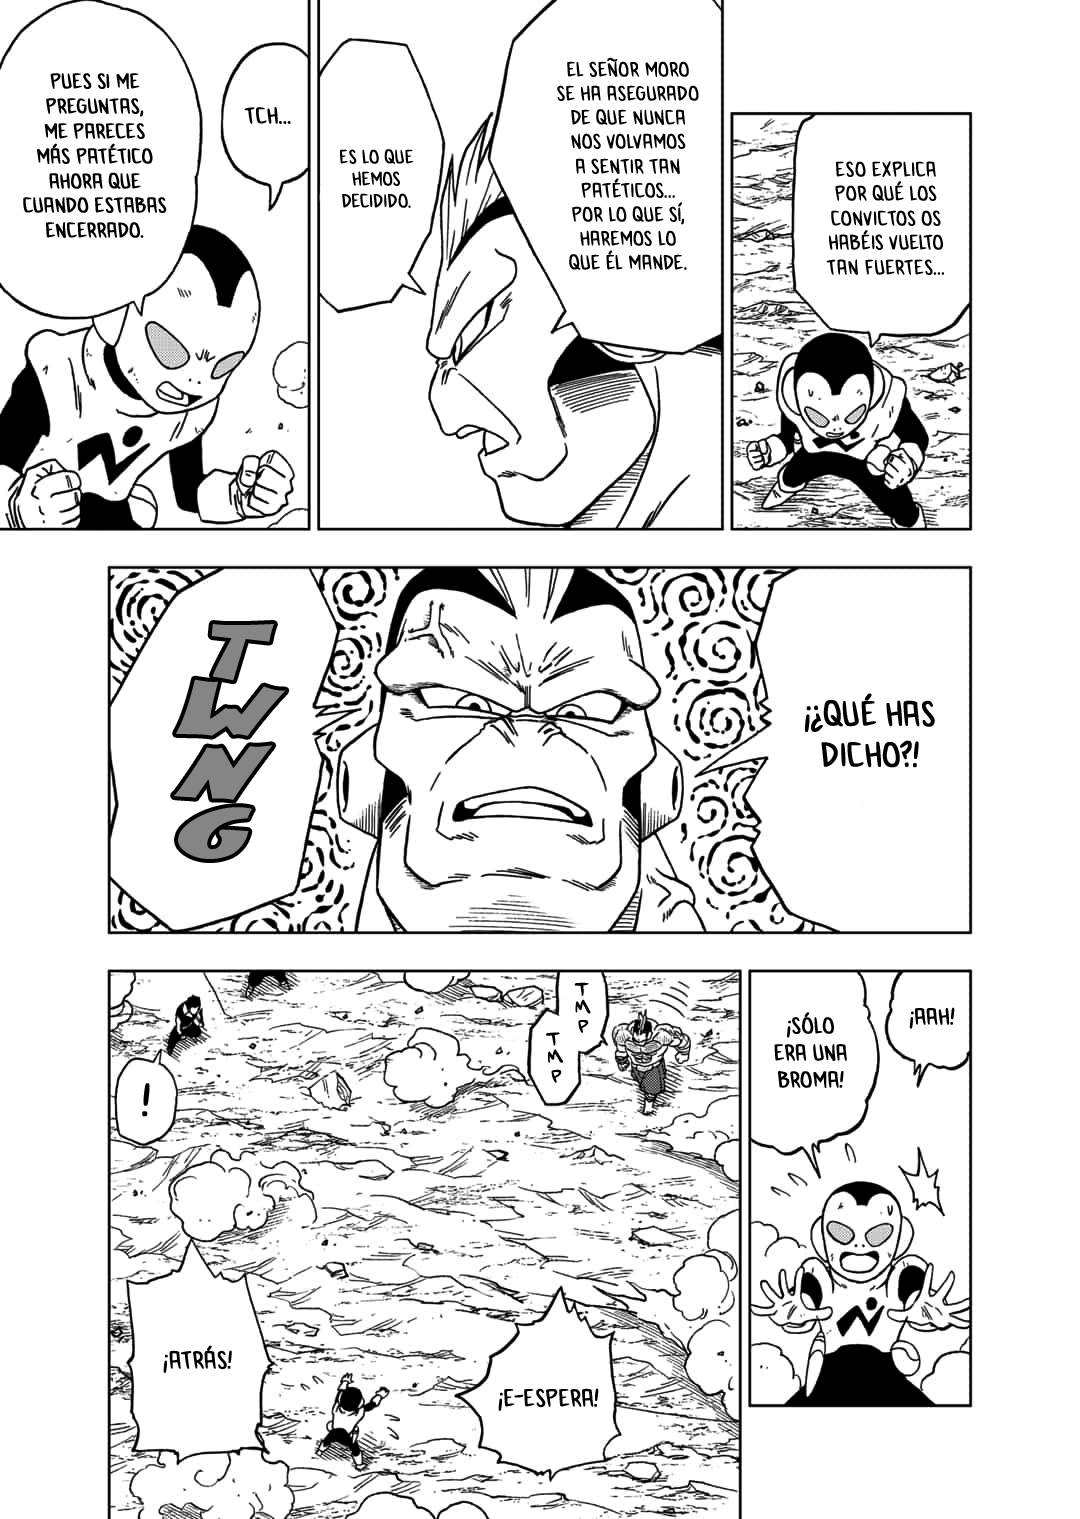 ESO EXPLICA
POR QUÉ LOS
CONVICTOS OS
HABÉIS VUELTO
TAN FUERTES...
EL SEÑOR MORO
SE HA ASEGURADO
DE QUE NUNCA
NOS VOLVAMOS
A SENTIR TAN
PATÉTICOS...
POR LO QUE SÍ,
HAREMOS LO
QUE ÉL MANDE.
ES LO QUE
HEMOS
DECIDIDO.
TCH...
PUES SI ME
PREGUNTAS,
ME PARECES
MÁS PATÉTICO
AHORA QUE
CUANDO ESTABAS
ENCERRADO.
¡¿QUÉ HAS
DICHO?!
TWNG
¡AAH!
¡SÓLO
ERA UNA
BROMA!
TMP
TMP
!
¡E-ESPERA!
¡ATRÁS!